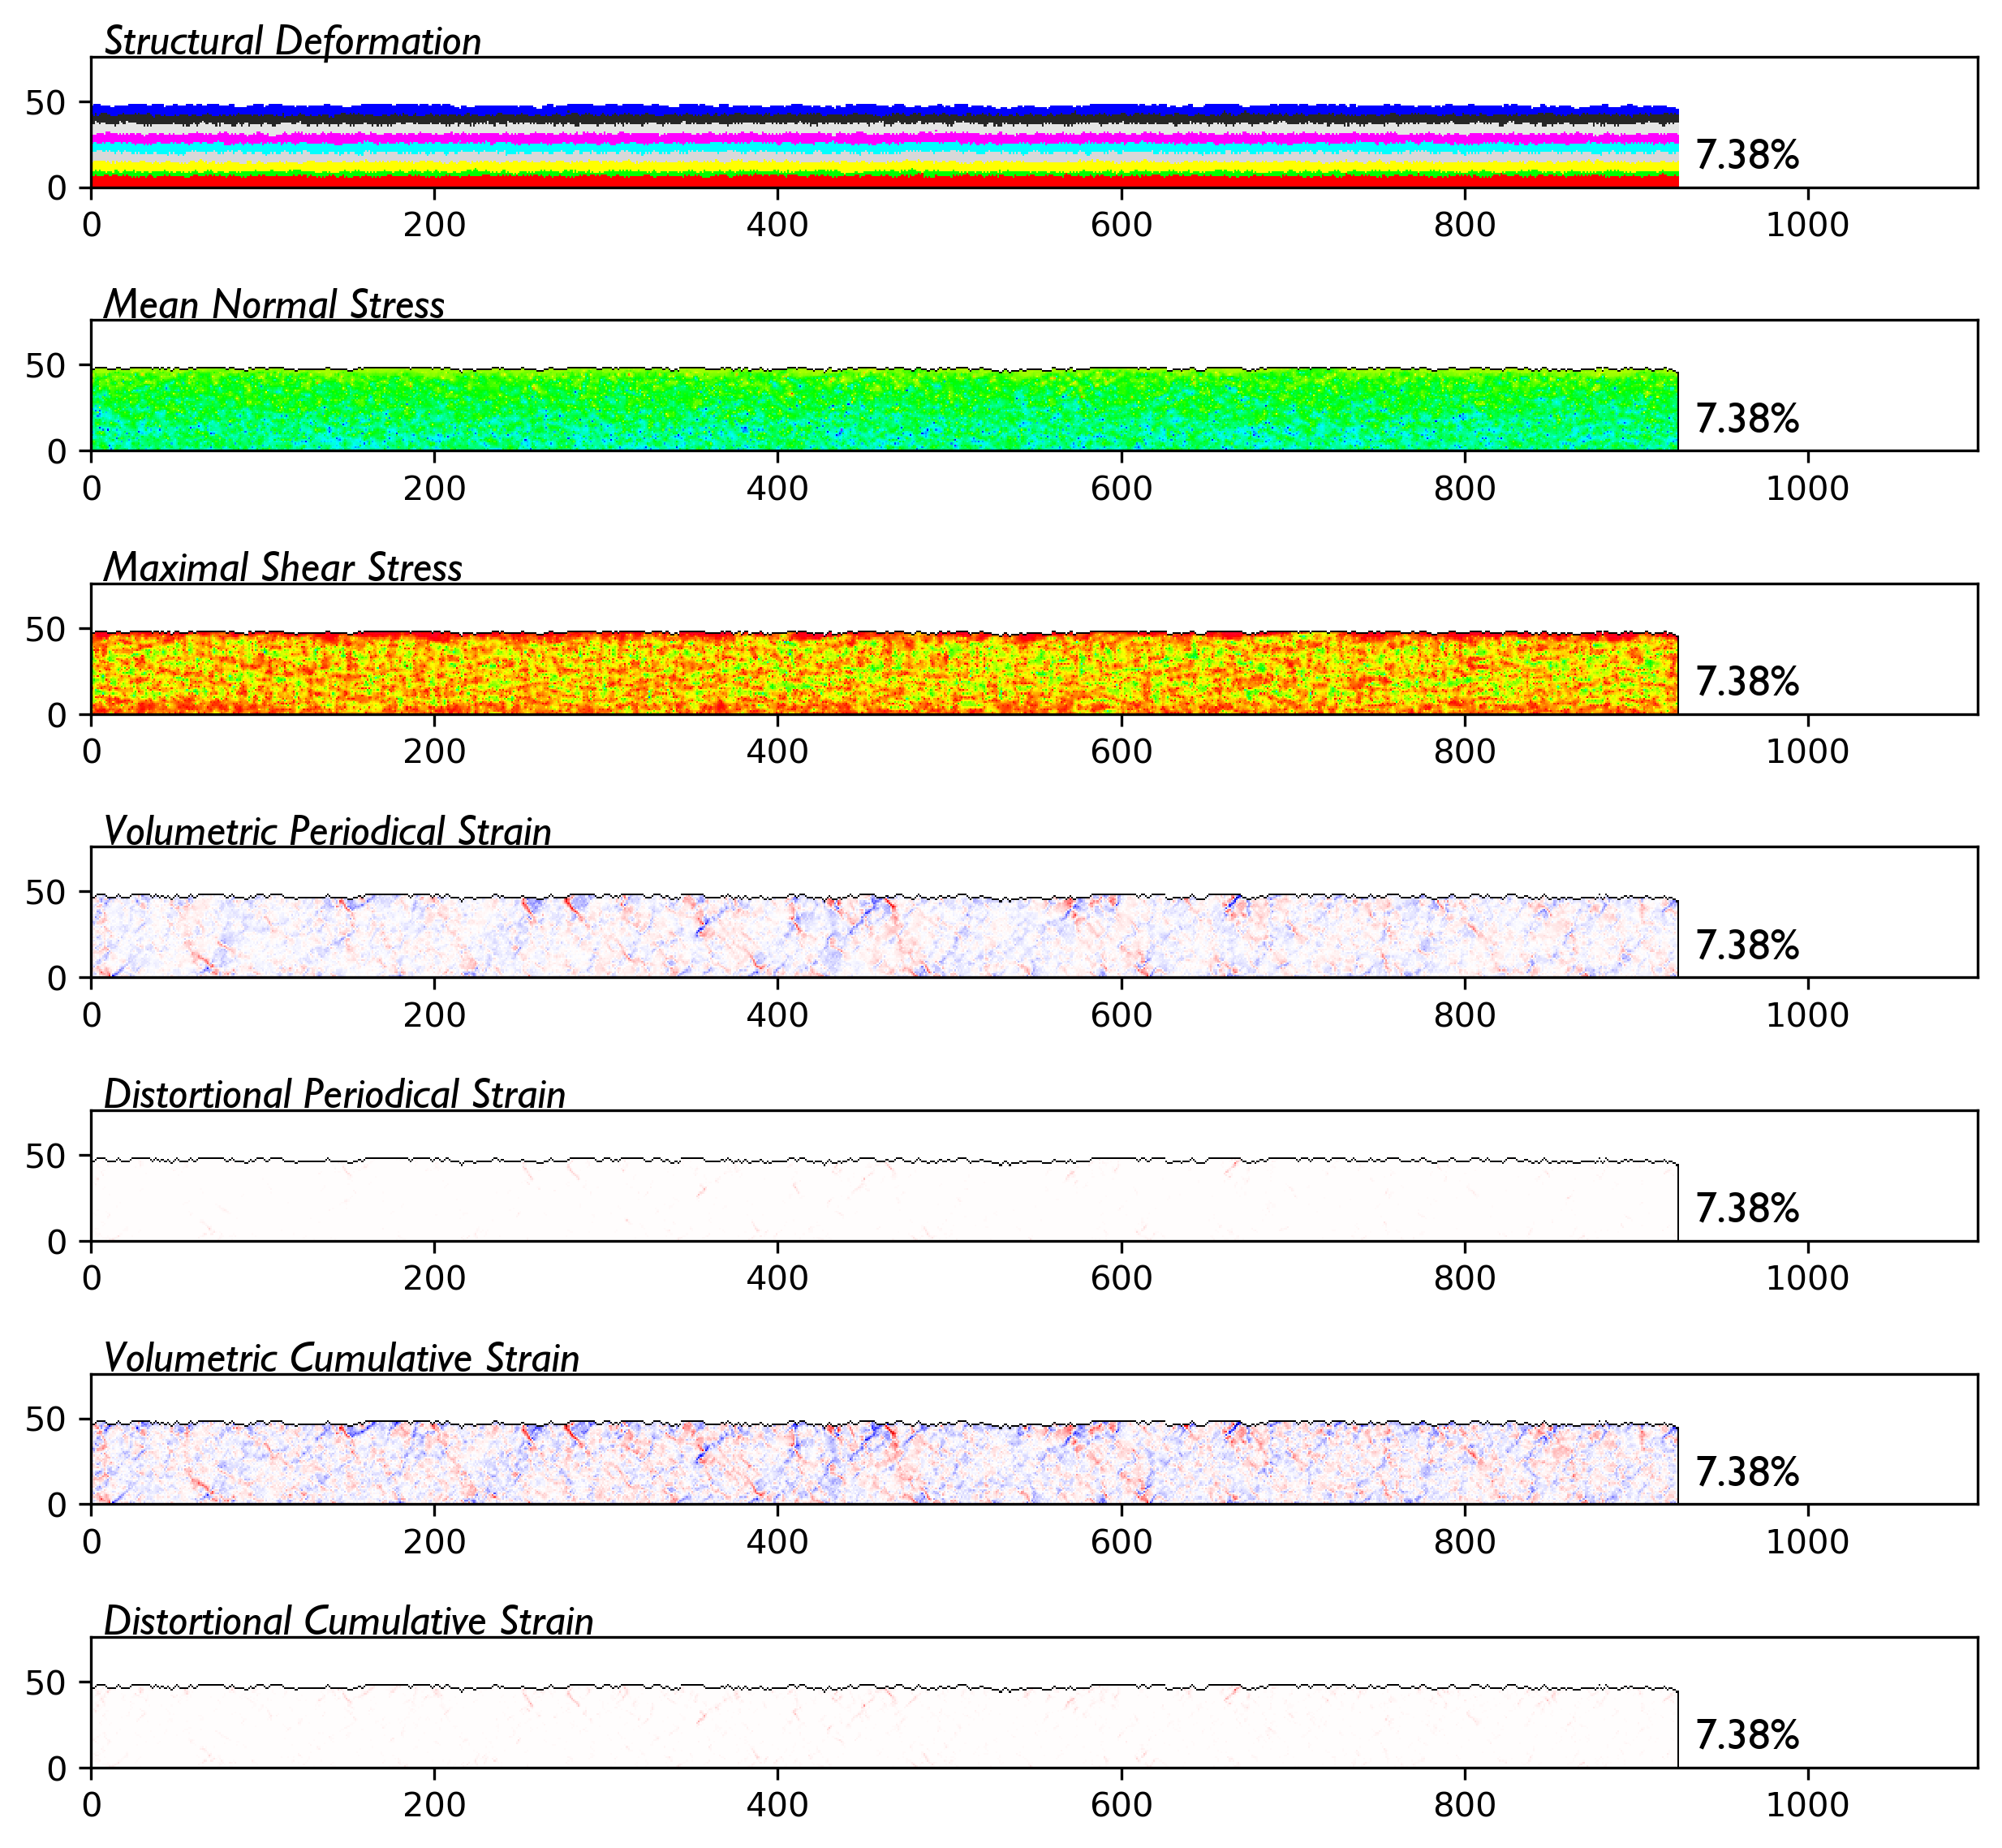 Structural Deformation
50
0
7.38%
0 200 400 600 800 1000
Mean Normal Stress
50
0
7.38%
0 200 400 600 800 1000
Maximal Shear Stress
50
0
7.38%
0 200 400 600 800 1000
Volumetric Periodical Strain
50
0
7.38%
0 200 400 600 800 1000
Distortional Periodical Strain
50
0
7.38%
0 200 400 600 800 1000
Volumetric Cumulative Strain
50
0
7.38%
0 200 400 600 800 1000
Distortional Cumulative Strain
50
0
7.38%
0 200 400 600 800 1000